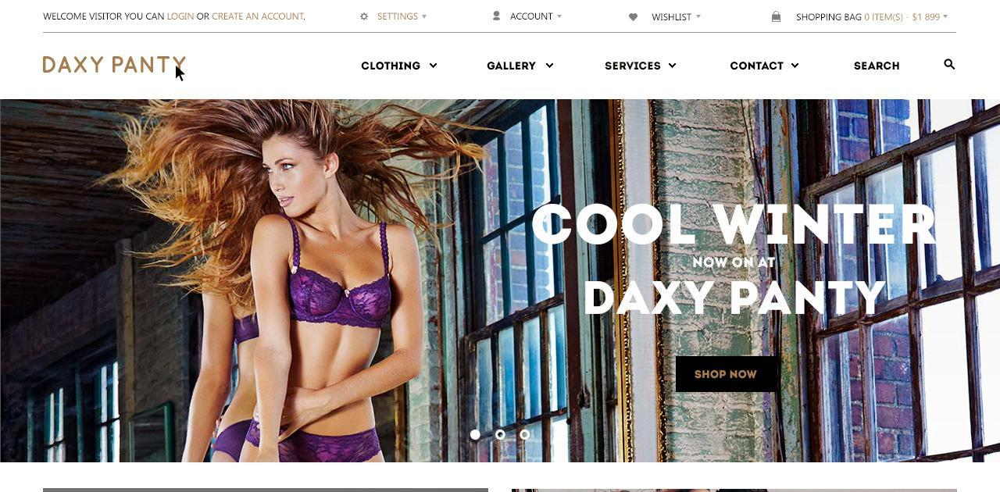 WELCOME VISITOR YOU CAN LOGIN OR CREATE AN ACCOUNT.
SETTINGS
ACCOUNT
WISHLIST
SHOPPING BAG 0 ITEM(S) - $1 899
DAXY PANTY
CLOTHING
GALLERY
SERVICES
CONTACT
SEARCH
COOL WINTER
NOW ON AT
DAXY PANTY
SHOP NOW